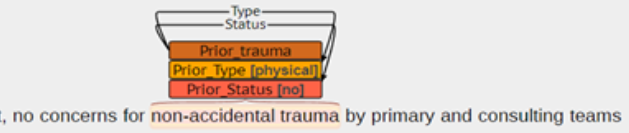 Type
Status
Prior_trauma
Prior_Type [physical]
Prior_Status [no]
, no concerns for non-accidental trauma by primary and consulting teams